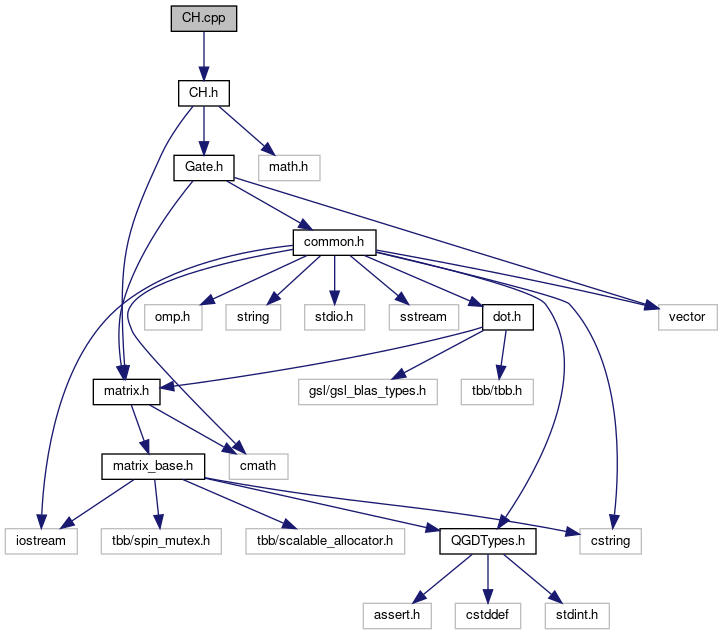 CH.cpp
CH.h
Gate.h
math.h
common.h
omp.h
string
stdio.h
sstream
dot.h
vector
matrix.h
gsl/gsl_blas_types.h
tbb/tbb.h
matrix_base.h
cmath
iostream
tbb/spin_mutex.h
tbb/scalable_allocator.h
QGDTypes.h
cstring
assert.h
cstddef
stdint.h